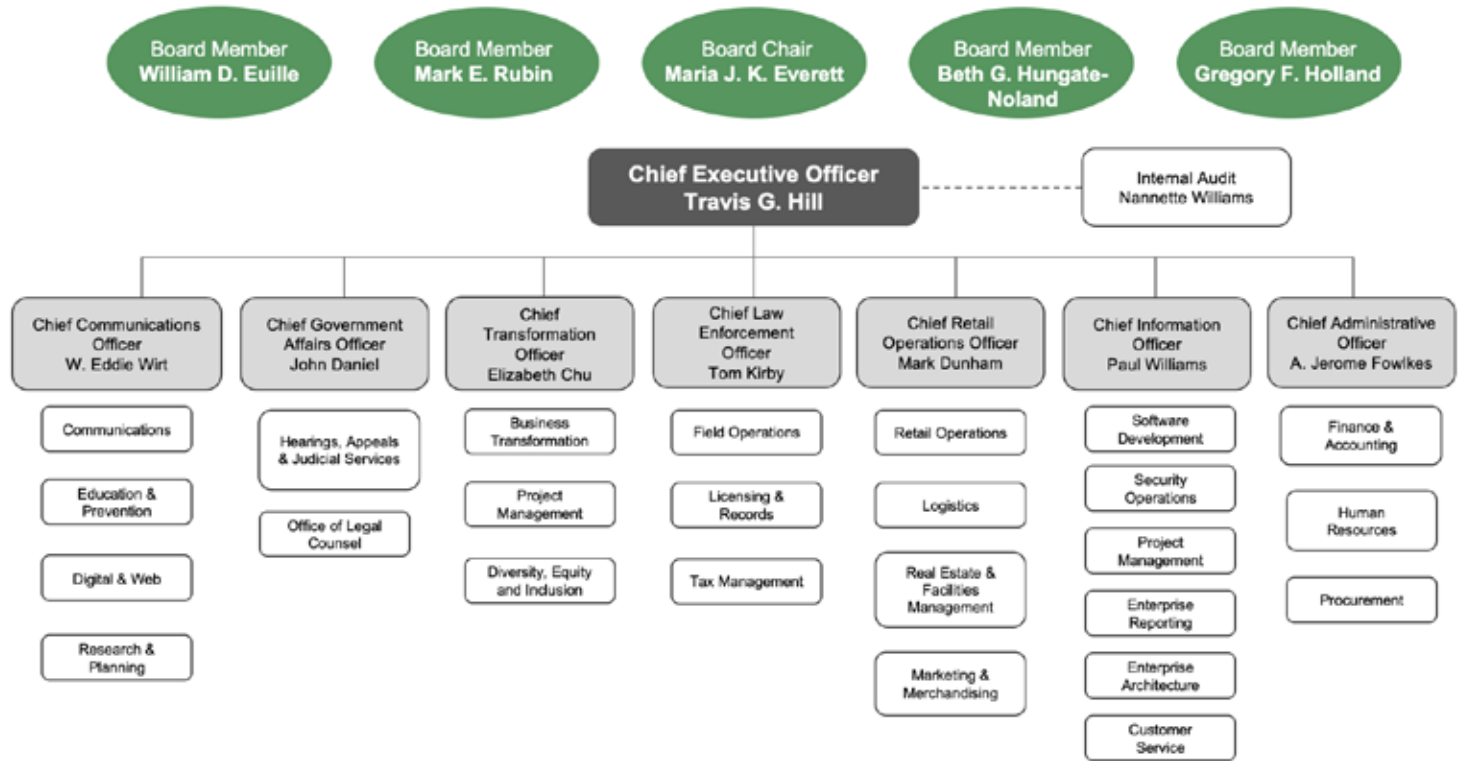 Board Member
William D. Euille
Board Member
Mark E. Rubin
Board Chair
Maria J. K. Everett
Board Member
Beth G. Hungate-
Noland
Board Member
Gregory F. Holland
Chief Executive Officer
Travis G. Hill
Internal Audit
Nannette Williams
Chief Communications
Officer
W. Eddie Wirt
Communications
Education &
Prevention
Digital & Web
Research &
Planning
Chief Government
Affairs Officer
John Daniel
Hearings, Appeals
& Judicial Services
Office of Legal
Counsel
Chief
Transformation
Officer
Elizabeth Chu
Business
Transformation
Project
Management
Diversity, Equity
and Inclusion
Chief Law
Enforcement
Officer
Tom Kirby
Field Operations
Licensing &
Records
Tax Management
Chief Retail
Operations Officer
Mark Dunham
Retail Operations
Logistics
Real Estate &
Facilities
Management
Marketing &
Merchandising
Chief Information
Officer
Paul Williams
Software
Development
Security
Operations
Project
Management
Enterprise
Reporting
Enterprise
Architecture
Customer
Service
Chief Administrative
Officer
A. Jerome Fowlkes
Finance &
Accounting
Human
Resources
Procurement